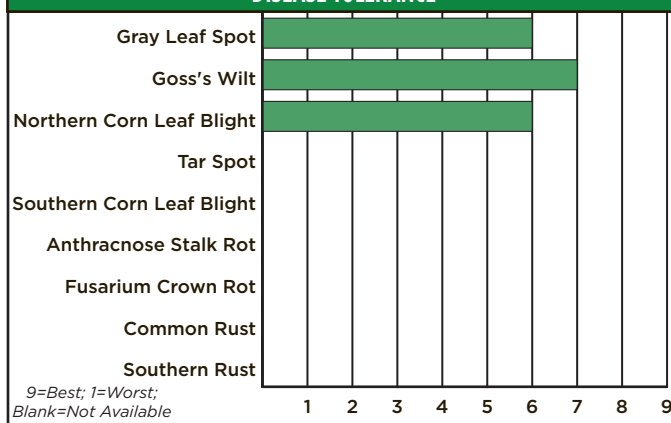 DISEASE TOLERANCE
Gray Leaf Spot
Goss's Wilt
Northern Corn Leaf Blight
Tar Spot
Southern Corn Leaf Blight
Anthracnose Stalk Rot
Fusarium Crown Rot
Common Rust
Southern Rust
9=Best; 1=Worst;
Blank=Not Available
1 2 3 4 5 6 7 8 9